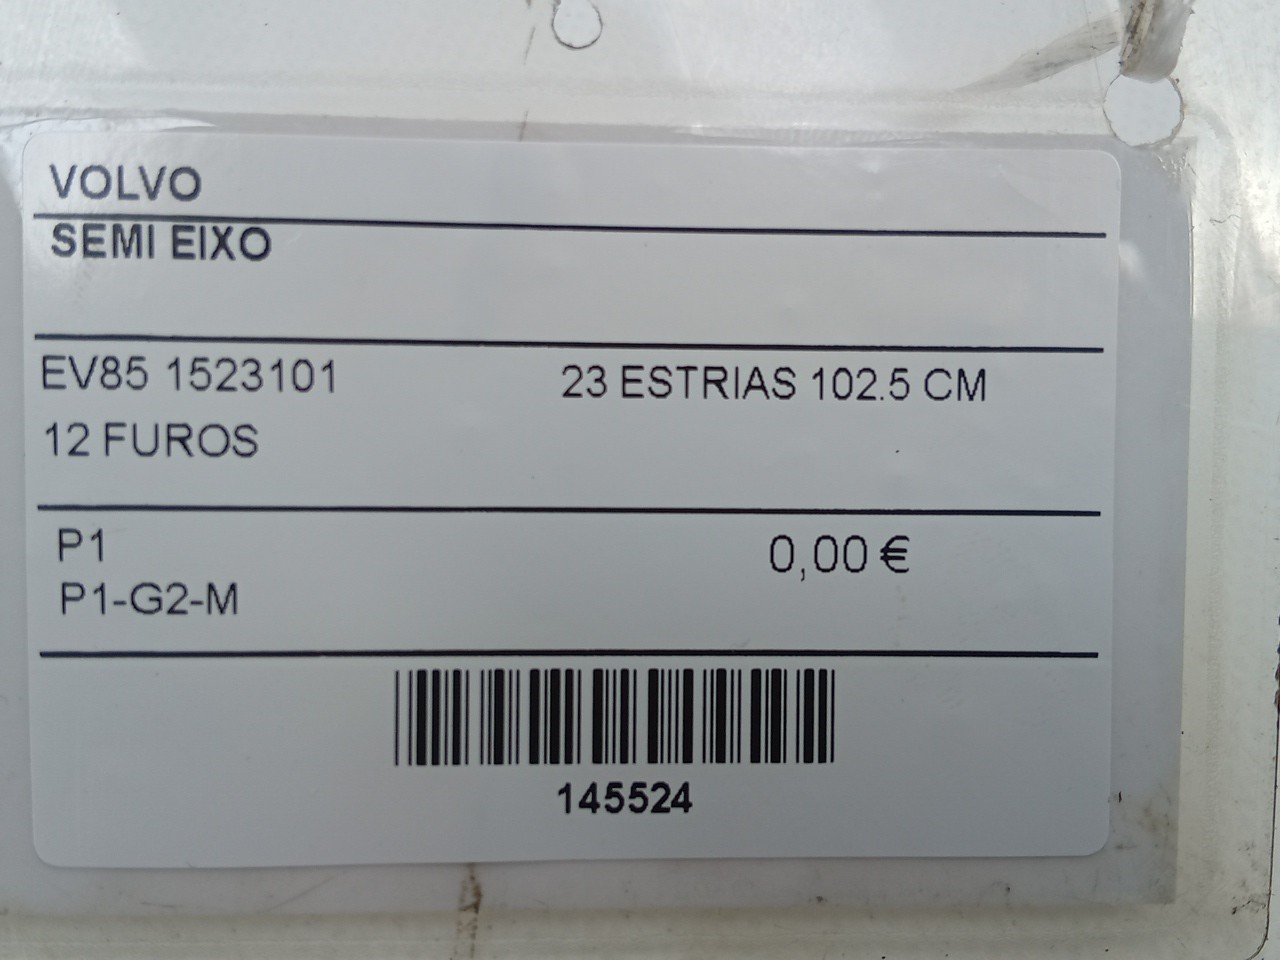 VOLVO
SEMI EIXO
EV85 1523101 23 ESTRIAS 102.5 CM
12 FUROS
P1 0,00 €
P1-G2-M
145524